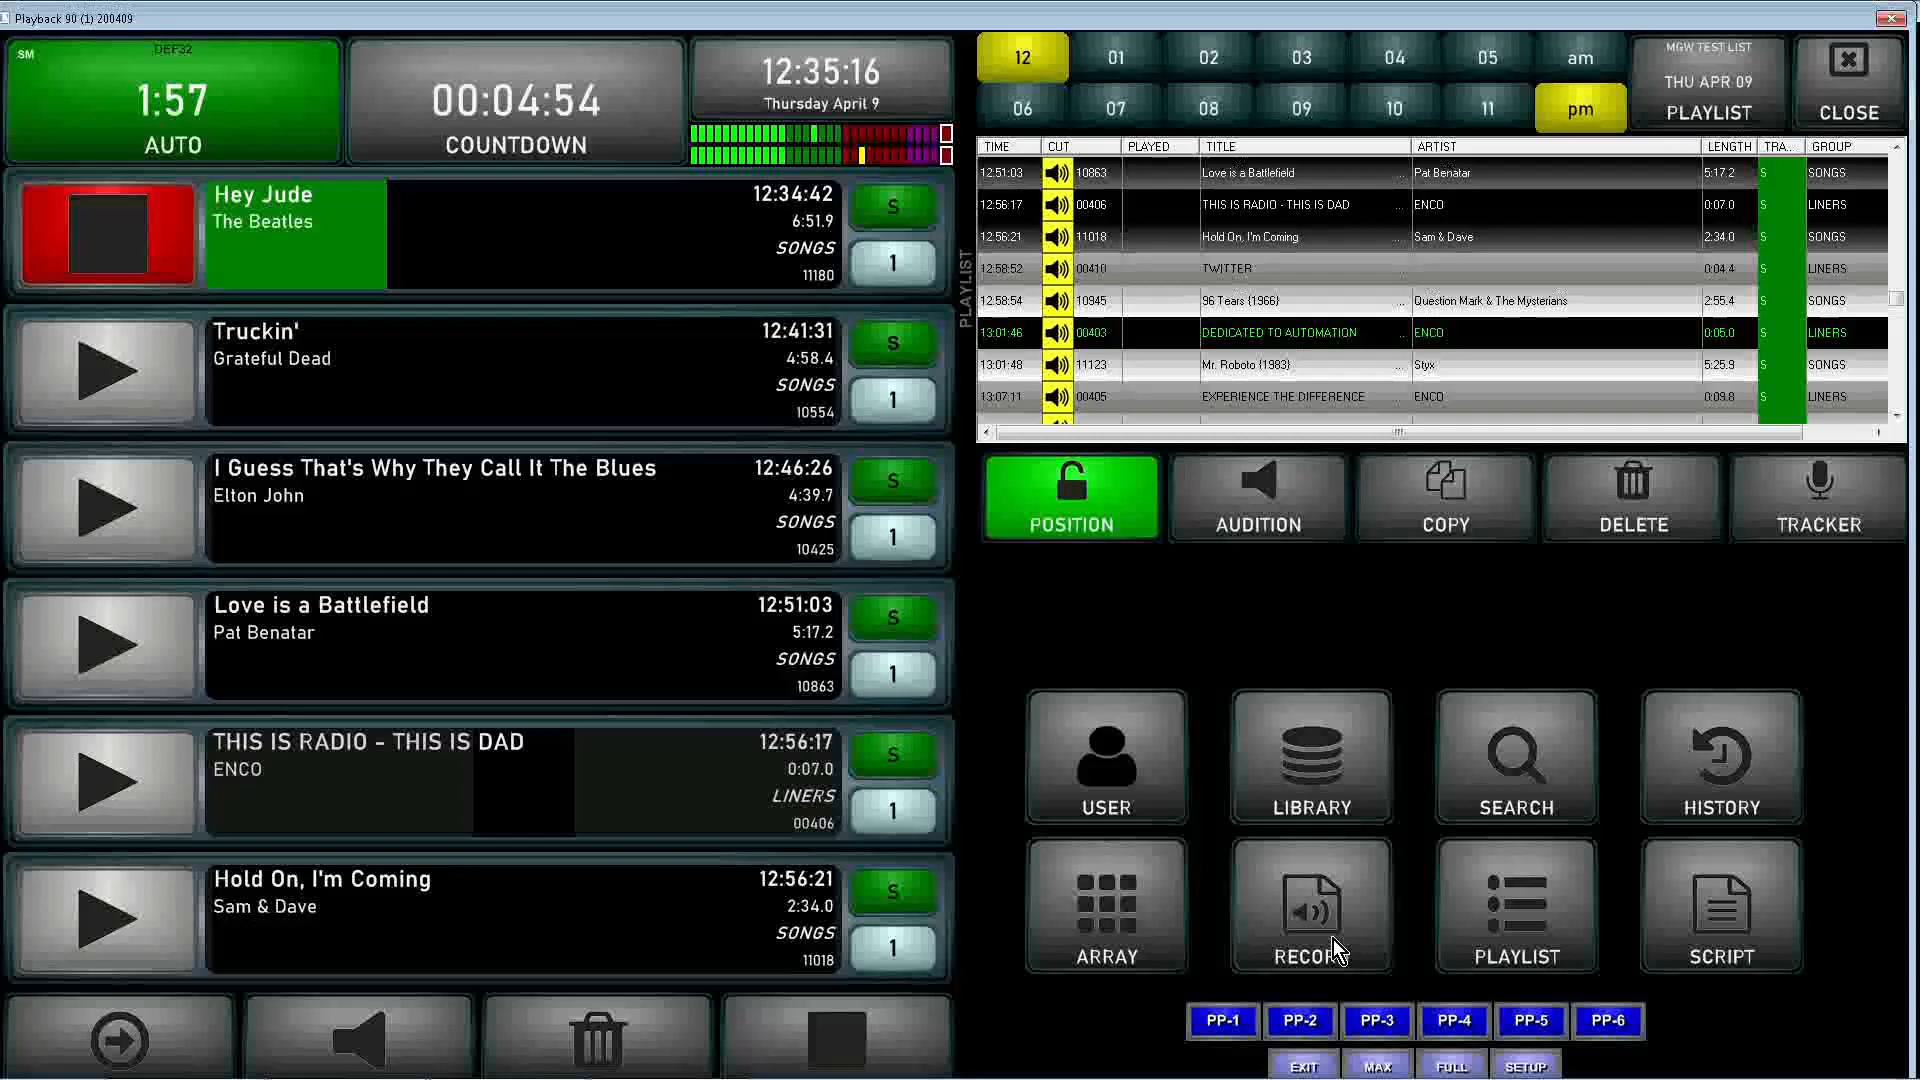 Playback 90 (1) 200409
SM
DEF32
1:57
AUTO
00:04:54
COUNTDOWN
12:35:16
Thursday April 9
Hey Jude
The Beatles
12:34:42
6:51.9
SONGS
11180
S
1
Truckin'
Grateful Dead
12:41:31
4:58.4
SONGS
10554
S
1
I Guess That's Why They Call It The Blues
Elton John
12:46:26
4:39.7
SONGS
10425
S
1
Love is a Battlefield
Pat Benatar
12:51:03
5:17.2
SONGS
10863
S
1
THIS IS RADIO - THIS IS DAD
ENCO
12:56:17
0:07.0
LINERS
00406
S
1
Hold On, I'm Coming
Sam & Dave
12:56:21
2:34.0
SONGS
11018
S
1
PLAYLIST
12 01 02 03 04 05 am
06 07 08 09 10 11 pm
MGW TEST LIST
THU APR 09
PLAYLIST
CLOSE
TIME CUT PLAYED TITLE ARTIST LENGTH TRA... GROUP
12:51:03 10863 Love is a Battlefield ... Pat Benatar 5:17.2 S SONGS
12:56:17 00406 THIS IS RADIO - THIS IS DAD ... ENCO 0:07.0 S LINERS
12:56:21 11018 Hold On, I'm Coming ... Sam & Dave 2:34.0 S SONGS
12:58:52 00410 TWITTER 0:04.4 S LINERS
12:58:54 10945 96 Tears {1966} ... Question Mark & The Mysterians 2:55.4 S SONGS
13:01:46 00403 DEDICATED TO AUTOMATION ... ENCO 0:05.0 S LINERS
13:01:48 11123 Mr. Roboto {1983} ... Styx 5:25.9 S SONGS
13:07:11 00405 EXPERIENCE THE DIFFERENCE ... ENCO 0:09.8 S LINERS
POSITION
AUDITION
COPY
DELETE
TRACKER
USER
LIBRARY
SEARCH
HISTORY
ARRAY
RECOR
PLAYLIST
SCRIPT
PP-1 PP-2 PP-3 PP-4 PP-5 PP-6
EXIT MAX FULL SETUP